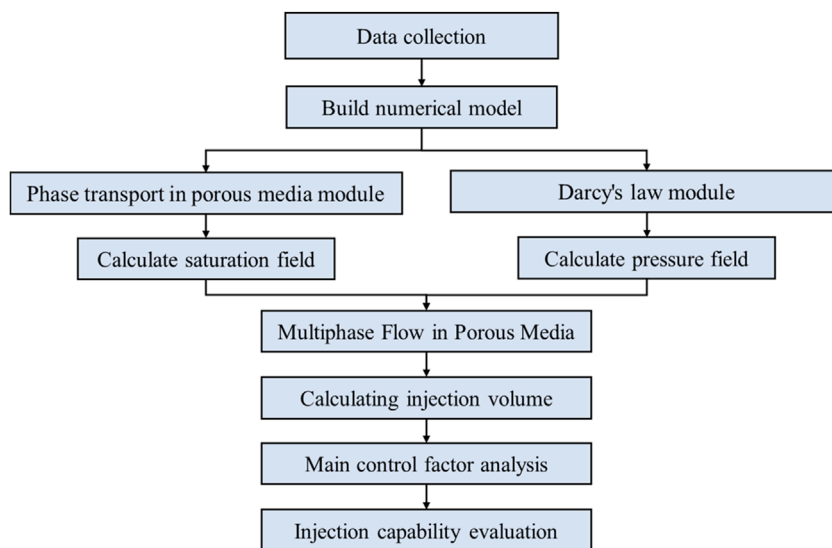 Data collection
Build numerical model
Phase transport in porous media module
Darcy's law module
Calculate saturation field
Calculate pressure field
Multiphase Flow in Porous Media
Calculating injection volume
Main control factor analysis
Injection capability evaluation